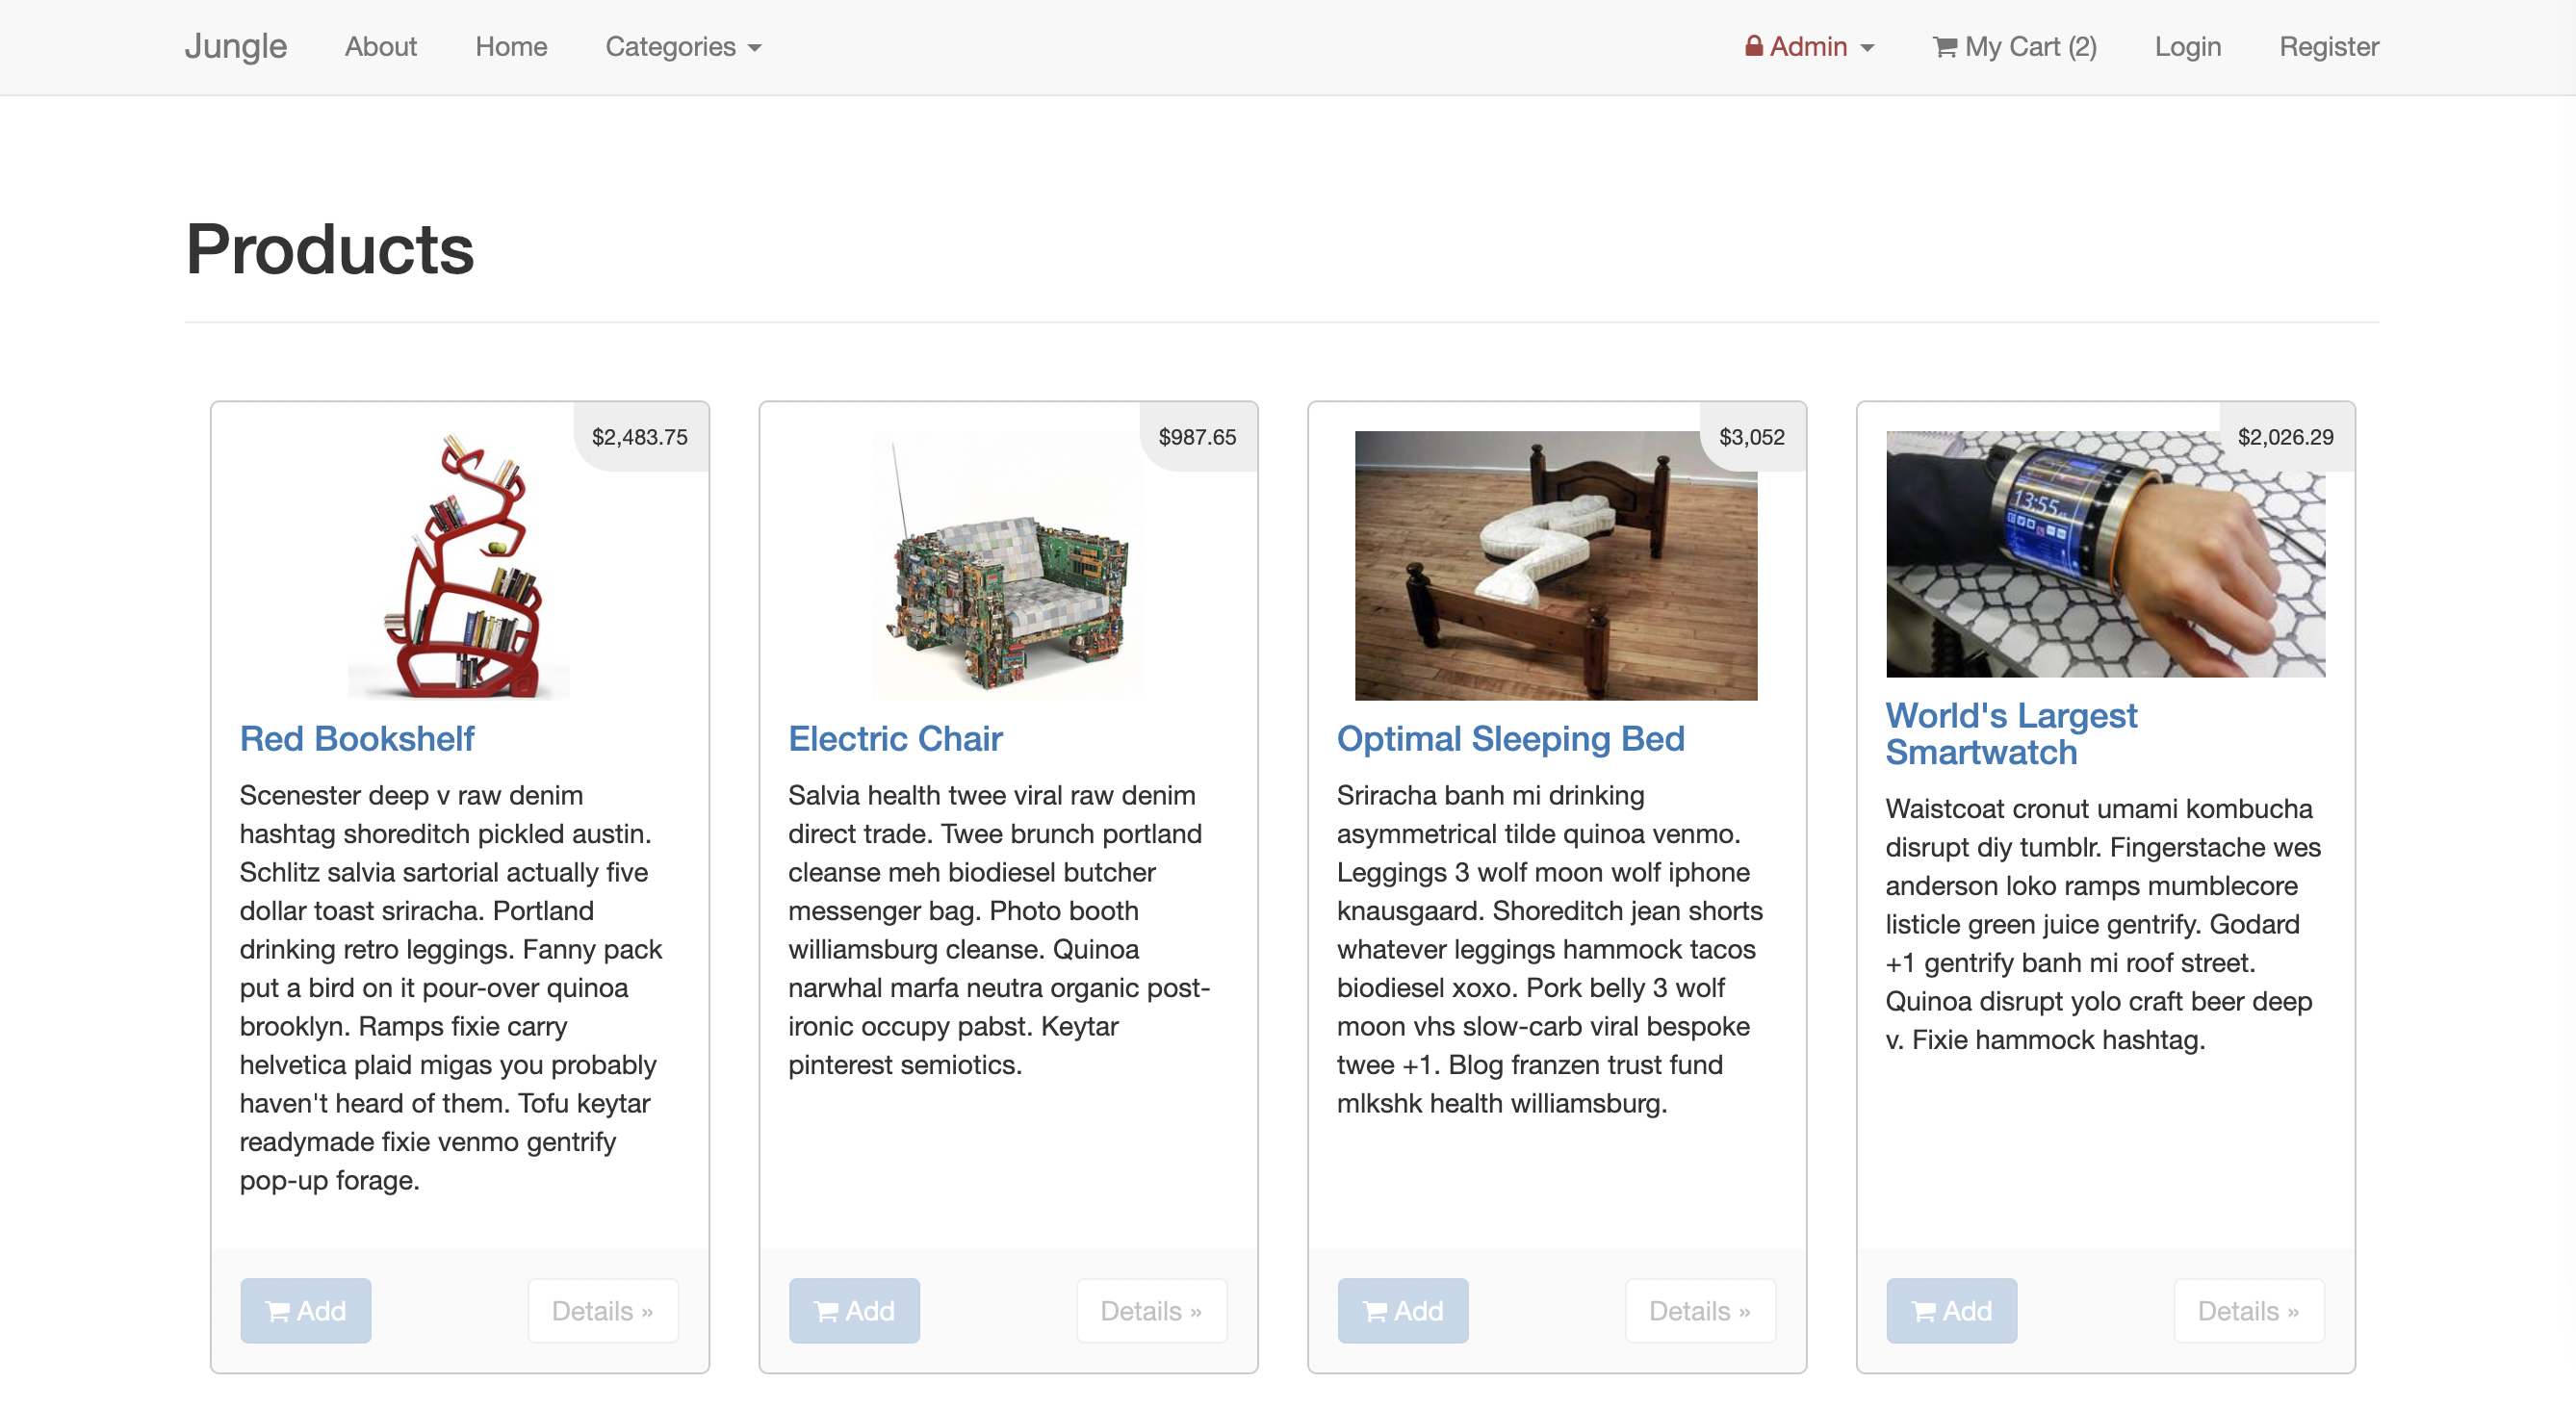 Jungle About Home Categories Admin My Cart (2) Login Register
Products
$2,483.75
Red Bookshelf
Scenester deep v raw denim
hashtag shoreditch pickled austin.
Schlitz salvia sartorial actually five
dollar toast sriracha. Portland
drinking retro leggings. Fanny pack
put a bird on it pour-over quinoa
brooklyn. Ramps fixie carry
helvetica plaid migas you probably
haven't heard of them. Tofu keytar
readymade fixie venmo gentrify
pop-up forage.
Add Details »
$987.65
Electric Chair
Salvia health twee viral raw denim
direct trade. Twee brunch portland
cleanse meh biodiesel butcher
messenger bag. Photo booth
williamsburg cleanse. Quinoa
narwhal marfa neutra organic post-
ironic occupy pabst. Keytar
pinterest semiotics.
Add Details »
$3,052
Optimal Sleeping Bed
Sriracha banh mi drinking
asymmetrical tilde quinoa venmo.
Leggings 3 wolf moon wolf iphone
knausgaard. Shoreditch jean shorts
whatever leggings hammock tacos
biodiesel xoxo. Pork belly 3 wolf
moon vhs slow-carb viral bespoke
twee +1. Blog franzen trust fund
mlkshk health williamsburg.
Add Details »
$2,026.29
13:55
World's Largest
Smartwatch
Waistcoat cronut umami kombucha
disrupt diy tumblr. Fingerstache wes
anderson loko ramps mumblecore
listicle green juice gentrify. Godard
+1 gentrify banh mi roof street.
Quinoa disrupt yolo craft beer deep
v. Fixie hammock hashtag.
Add Details »